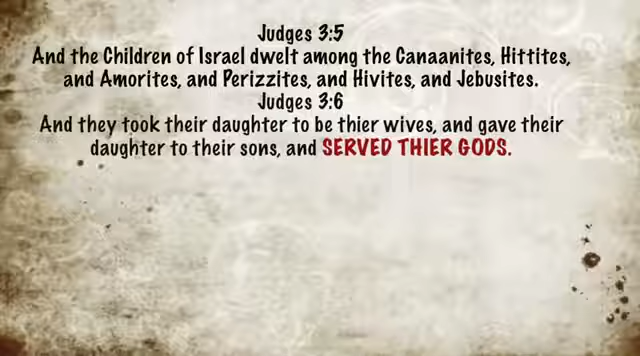 Judges 3:5
And the Children of Israel dwelt among the Canaanites, Hittites,
and Amorites, and Perizzites, and Hivites, and Jebusites.
Judges 3:6
And they took their daughter to be thier wives, and gave their
daughter to their sons, and SERVED THIER GODS.